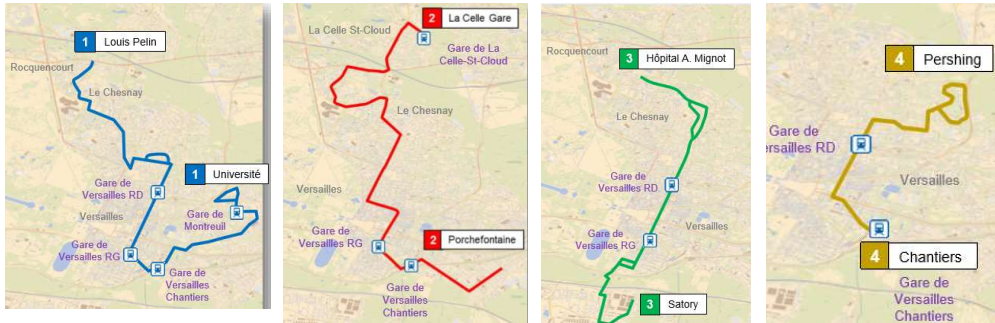 1 Louis Pelin
Rocquencourt
Le Chesnay
1 Université
Gare de
Versailles RD
Gare de
Montreuil
Versailles
Gare de
Versailles RG
Gare de
Versailles
Chantiers
2 La Celle Gare
La Celle St-Cloud
Gare de La
Celle-St-Cloud
Le Chesnay
Versailles
Gare de
Versailles RG
2 Porchefontaine
Gare de
Versailles
Chantiers
Rocquencourt
3 Hôpital A. Mignot
Le Chesnay
Gare de
Versailles RD
Versailles
Gare de
Versailles RG
3 Satory
4 Pershing
Gare de
ersailles RD
Versailles
4 Chantiers
Gare de
Versailles
Chantiers